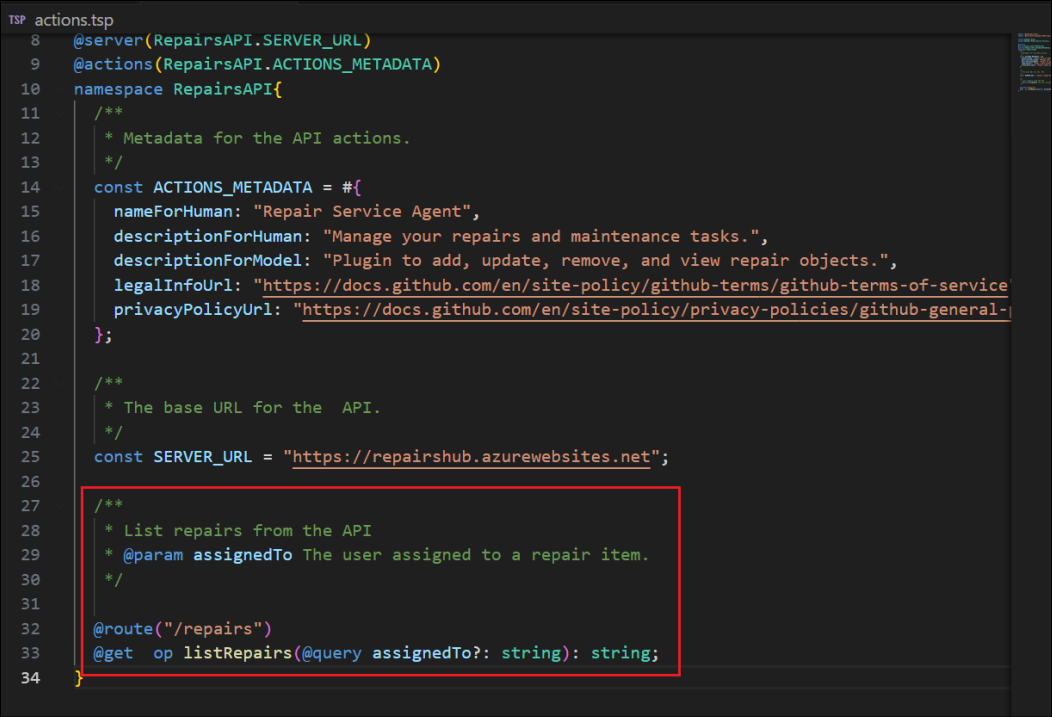 TSP actions.tsp
8 @server(RepairsAPI.SERVER_URL)
9 @actions(RepairsAPI.ACTIONS_METADATA)
10 namespace RepairsAPI{
11 /**
12 * Metadata for the API actions.
13 */
14 const ACTIONS_METADATA = #{
15 nameForHuman: "Repair Service Agent",
16 descriptionForHuman: "Manage your repairs and maintenance tasks.",
17 descriptionForModel: "Plugin to add, update, remove, and view repair objects.",
18 legalInfoUrl: "https://docs.github.com/en/site-policy/github-terms/github-terms-of-service"
19 privacyPolicyUrl: "https://docs.github.com/en/site-policy/privacy-policies/github-general-p
20 };
21
22 /**
23 * The base URL for the  API.
24 */
25 const SERVER_URL = "https://repairshub.azurewebsites.net";
26
27 /**
28 * List repairs from the API
29 * @param assignedTo The user assigned to a repair item.
30 */
31
32 @route("/repairs")
33 @get  op listRepairs(@query assignedTo?: string): string;
34 }